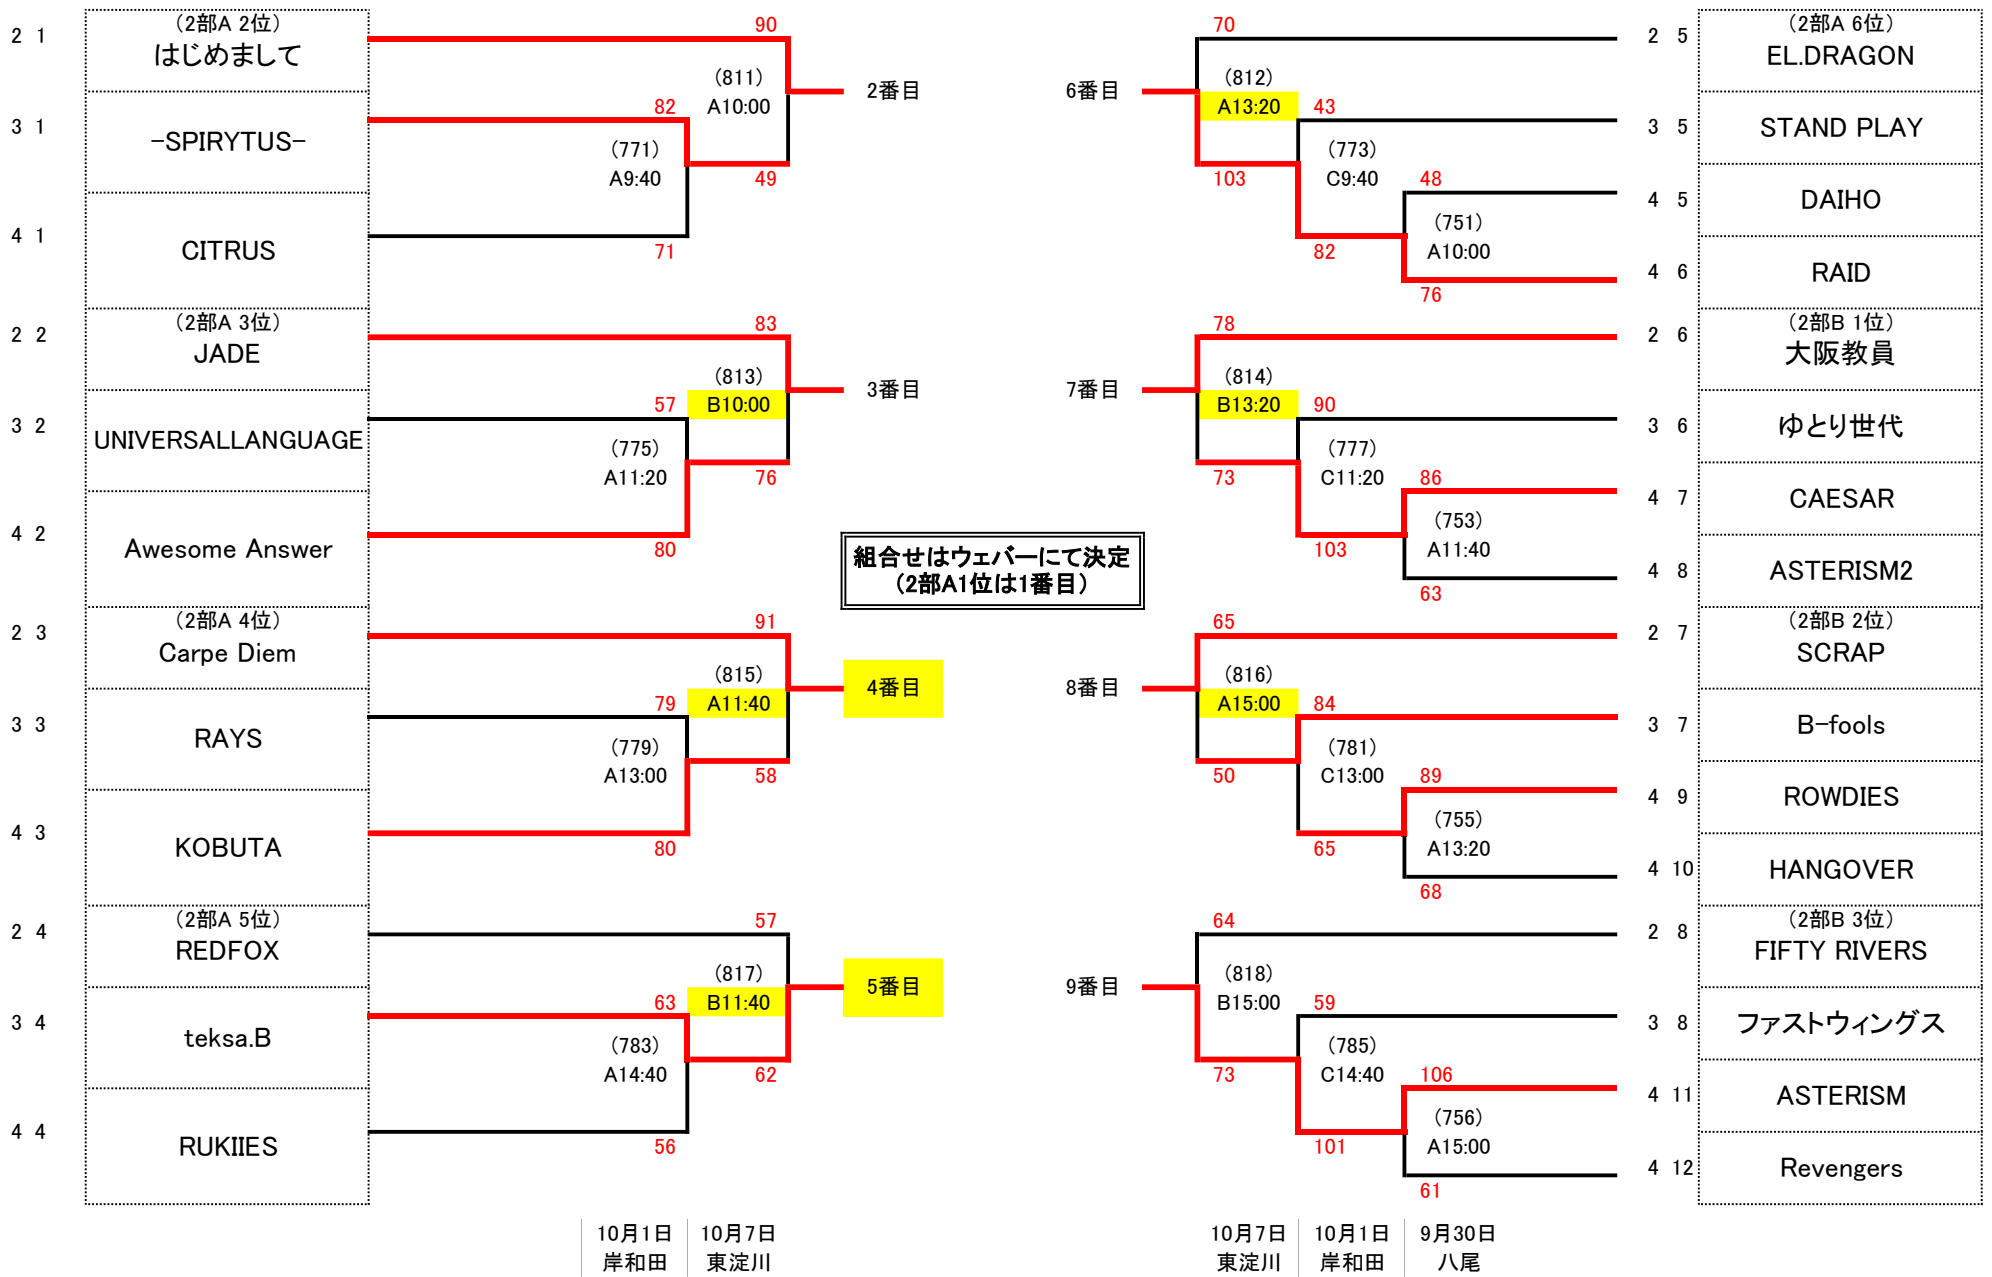 2 1 （2部A 2位）
はじめまして
90
（811）
A10:00
2番目
3 1 -SPIRYTUS-
82
（771）
A9:40
49
4 1 CITRUS
71
2 2 （2部A 3位）
JADE
83
（813）
B10:00
3番目
3 2 UNIVERSALLANGUAGE
57
（775）
A11:20
76
4 2 Awesome Answer
80
2 3 （2部A 4位）
Carpe Diem
91
（815）
A11:40
4番目
3 3 RAYS
79
（779）
A13:00
58
4 3 KOBUTA
80
2 4 （2部A 5位）
REDFOX
57
（817）
B11:40
5番目
3 4 teksa.B
63
（783）
A14:40
62
4 4 RUKIIES
56
10月1日 10月7日
岸和田 東淀川
組合せはウェバーにて決定
（2部A1位は1番目）
70
2 5 （2部A 6位）
EL.DRAGON
6番目
（812）
A13:20
43
3 5 STAND PLAY
（773）
C9:40
103
48
4 5 DAIHO
（751）
A10:00
82
4 6 RAID
76
78
2 6 （2部B 1位）
大阪教員
7番目
（814）
B13:20
90
3 6 ゆとり世代
（777）
C11:20
73
86
4 7 CAESAR
（753）
A11:40
103
4 8 ASTERISM2
63
65
2 7 （2部B 2位）
SCRAP
8番目
（816）
A15:00
84
3 7 B-fools
（781）
C13:00
50
89
4 9 ROWDIES
（755）
A13:20
65
4 10 HANGOVER
68
64
2 8 （2部B 3位）
FIFTY RIVERS
9番目
（818）
B15:00
59
3 8 ファストウィングス
（785）
C14:40
73
106
4 11 ASTERISM
（756）
A15:00
101
4 12 Revengers
61
10月7日 10月1日 9月30日
東淀川 岸和田 八尾